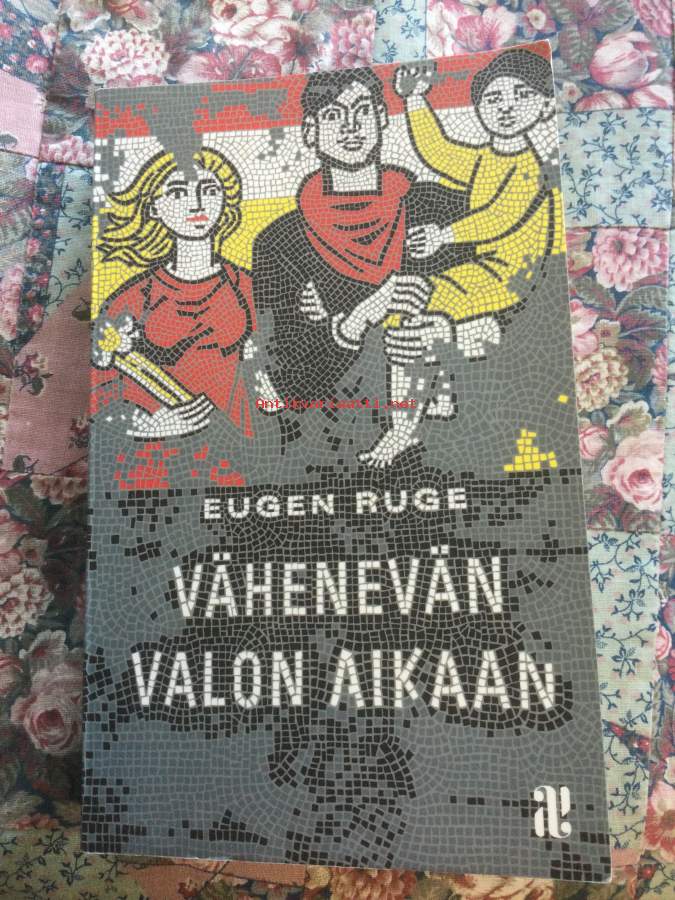 Antikvariaatti.net
EUGEN RUGE
VÄHENEVÄN
VALON AIKAAN